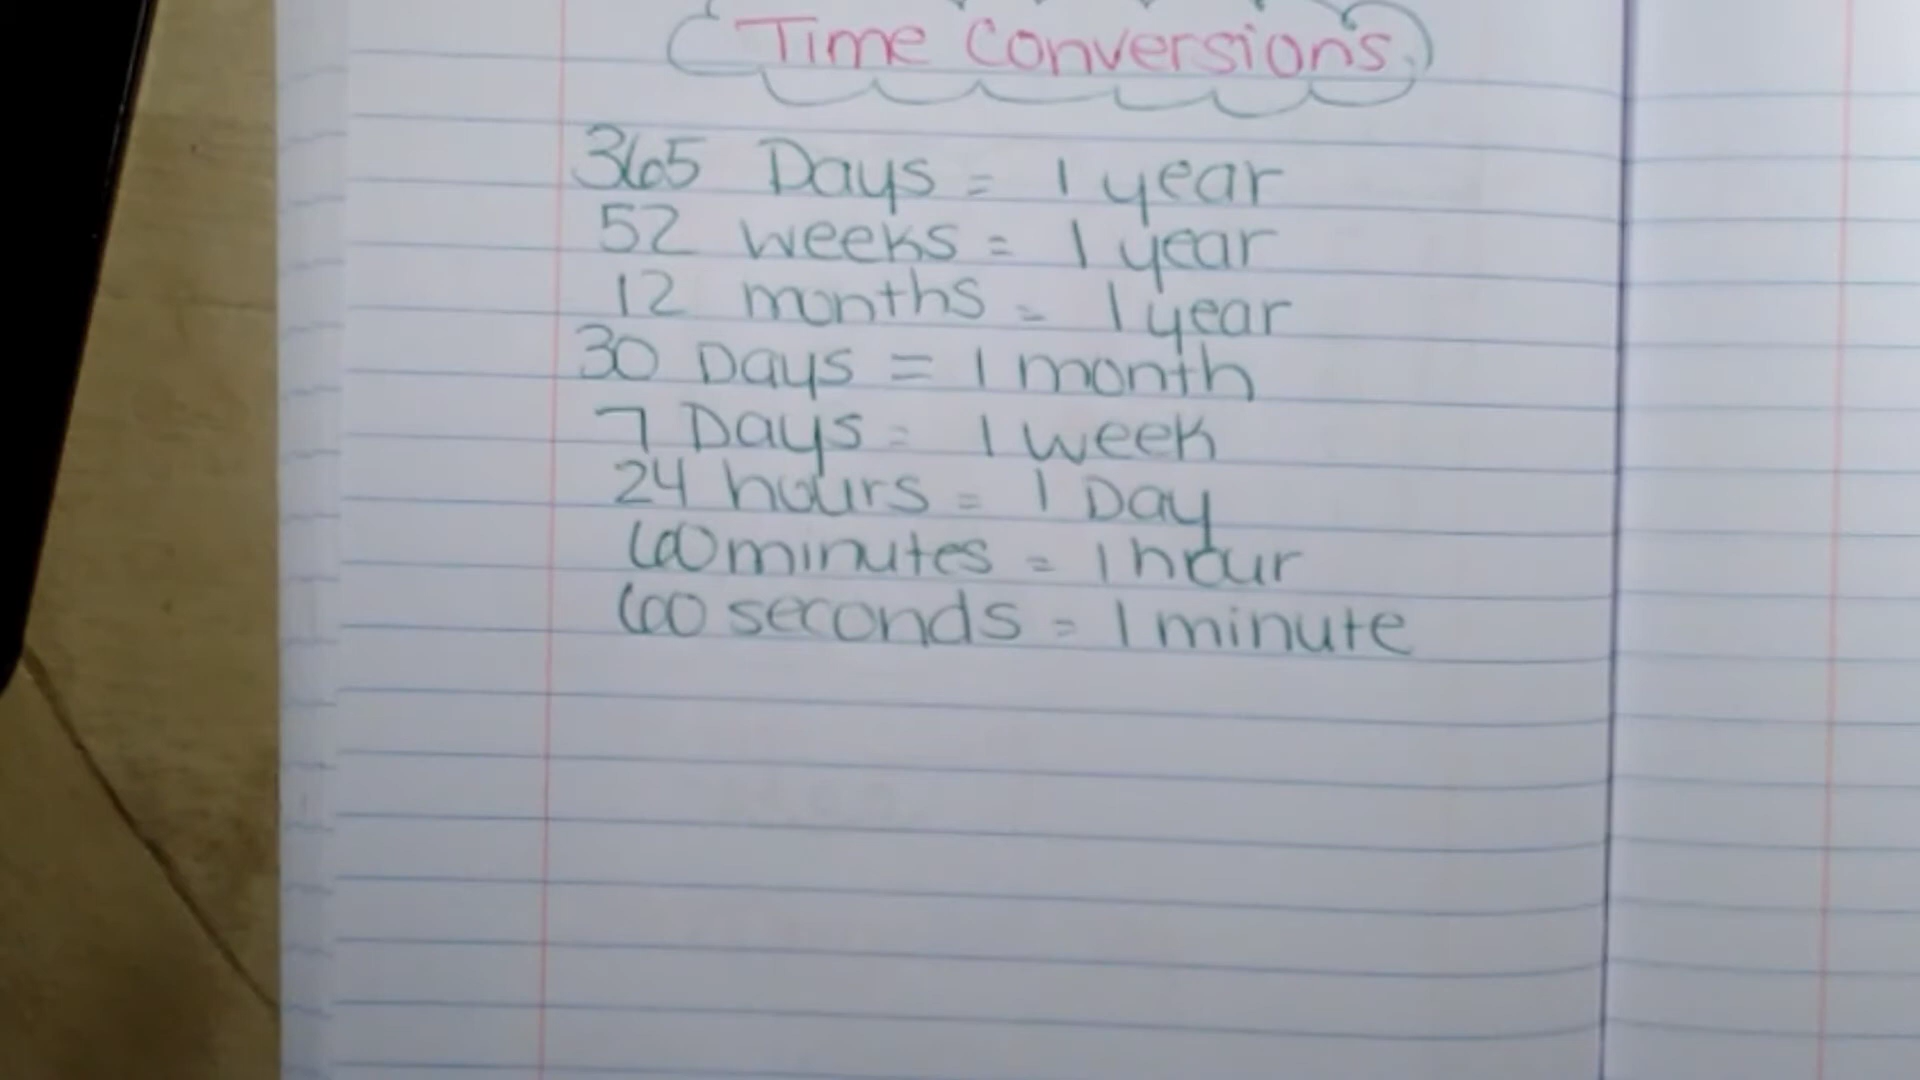 Time Conversions
365 Days = 1 year
52 weeks = 1 year
12 months = 1 year
30 Days = 1 month
7 Days = 1 week
24 hours = 1 Day
60 minutes = 1 hour
60 seconds = 1 minute